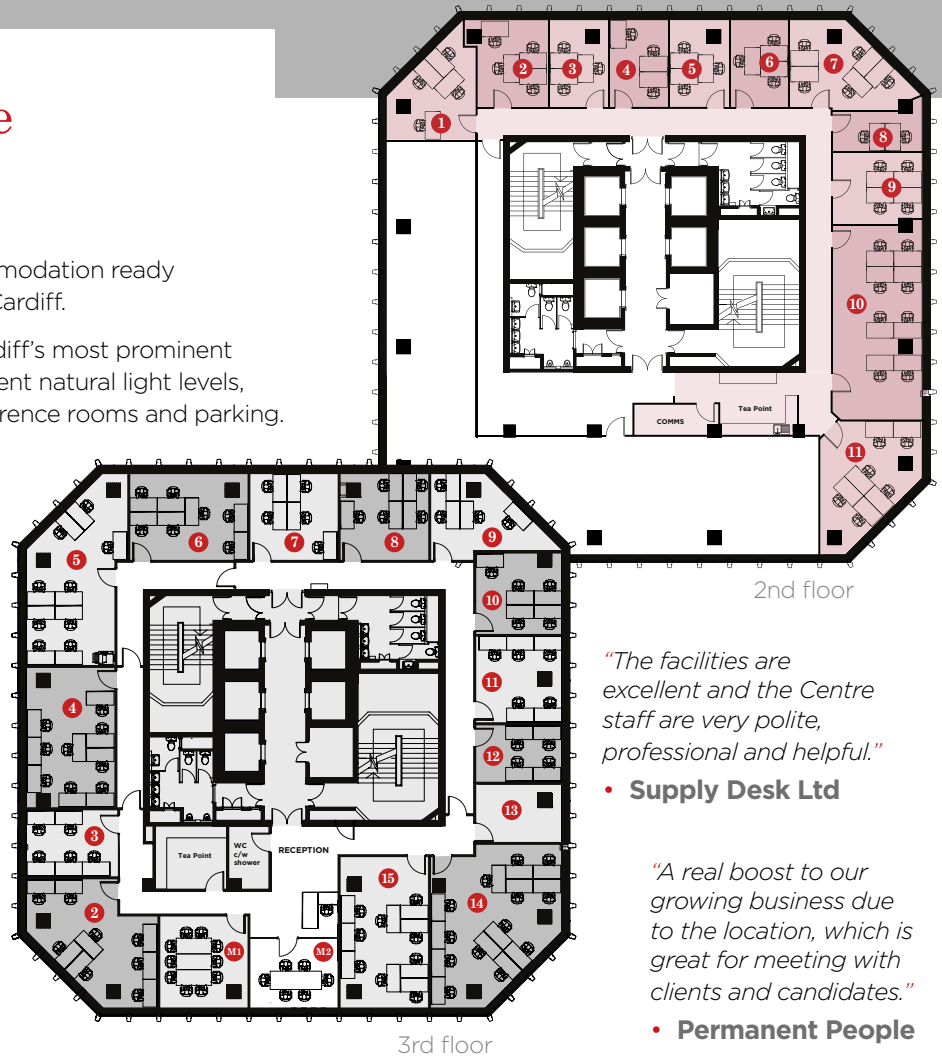 e
modation ready
Cardiff.
diff's most prominent
ent natural light levels,
erence rooms and parking.
1
2
3
4
5
6
7
8
9
10
11
COMMS
Tea Point
2nd floor
5
6
7
8
9
4
10
11
12
13
3
Tea Point
WC
c/w
shower
RECEPTION
15
14
2
M1
M2
3rd floor
“The facilities are
excellent and the Centre
staff are very polite,
professional and helpful.”
• Supply Desk Ltd
“A real boost to our
growing business due
to the location, which is
great for meeting with
clients and candidates.”
• Permanent People